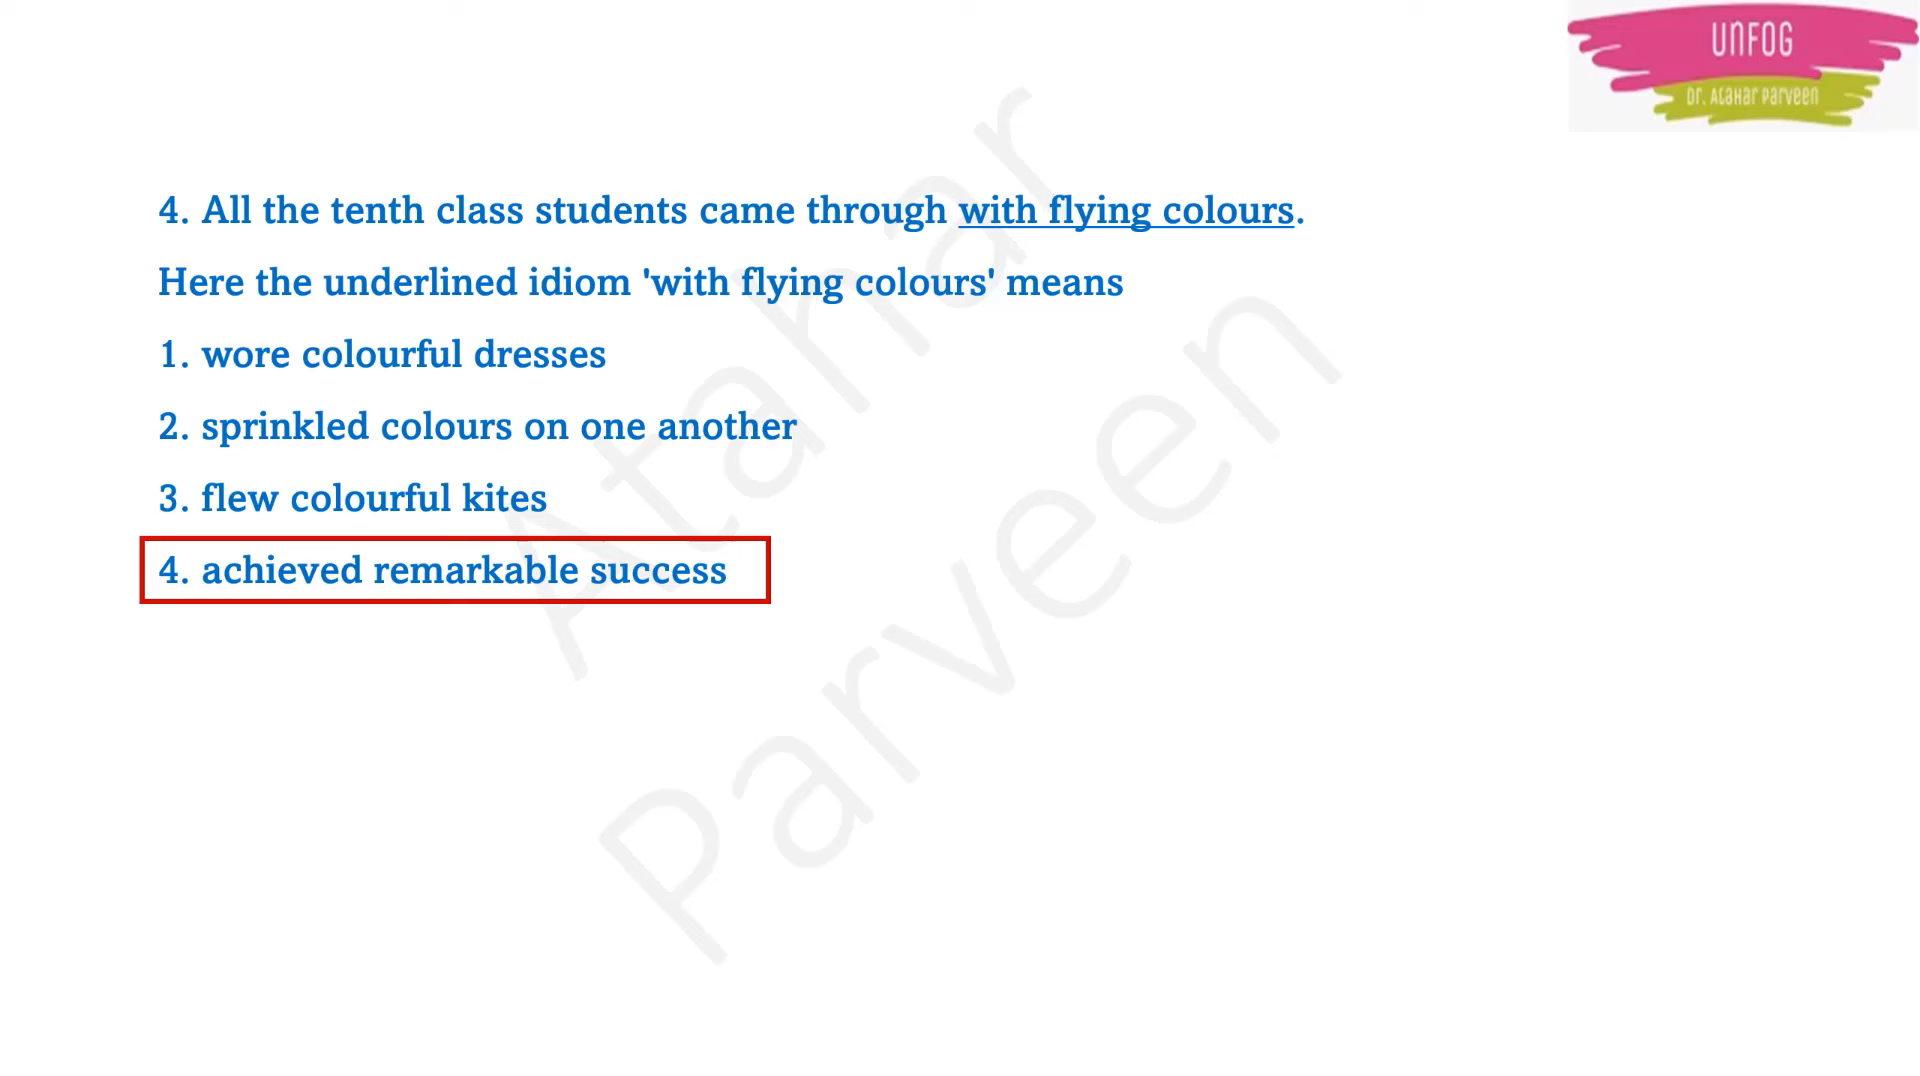 UNFOG
Dr. Atahar Parveen
4. All the tenth class students came through with flying colours.
Here the underlined idiom 'with flying colours' means
1. wore colourful dresses
2. sprinkled colours on one another
3. flew colourful kites
4. achieved remarkable success
Atahar
Parveen